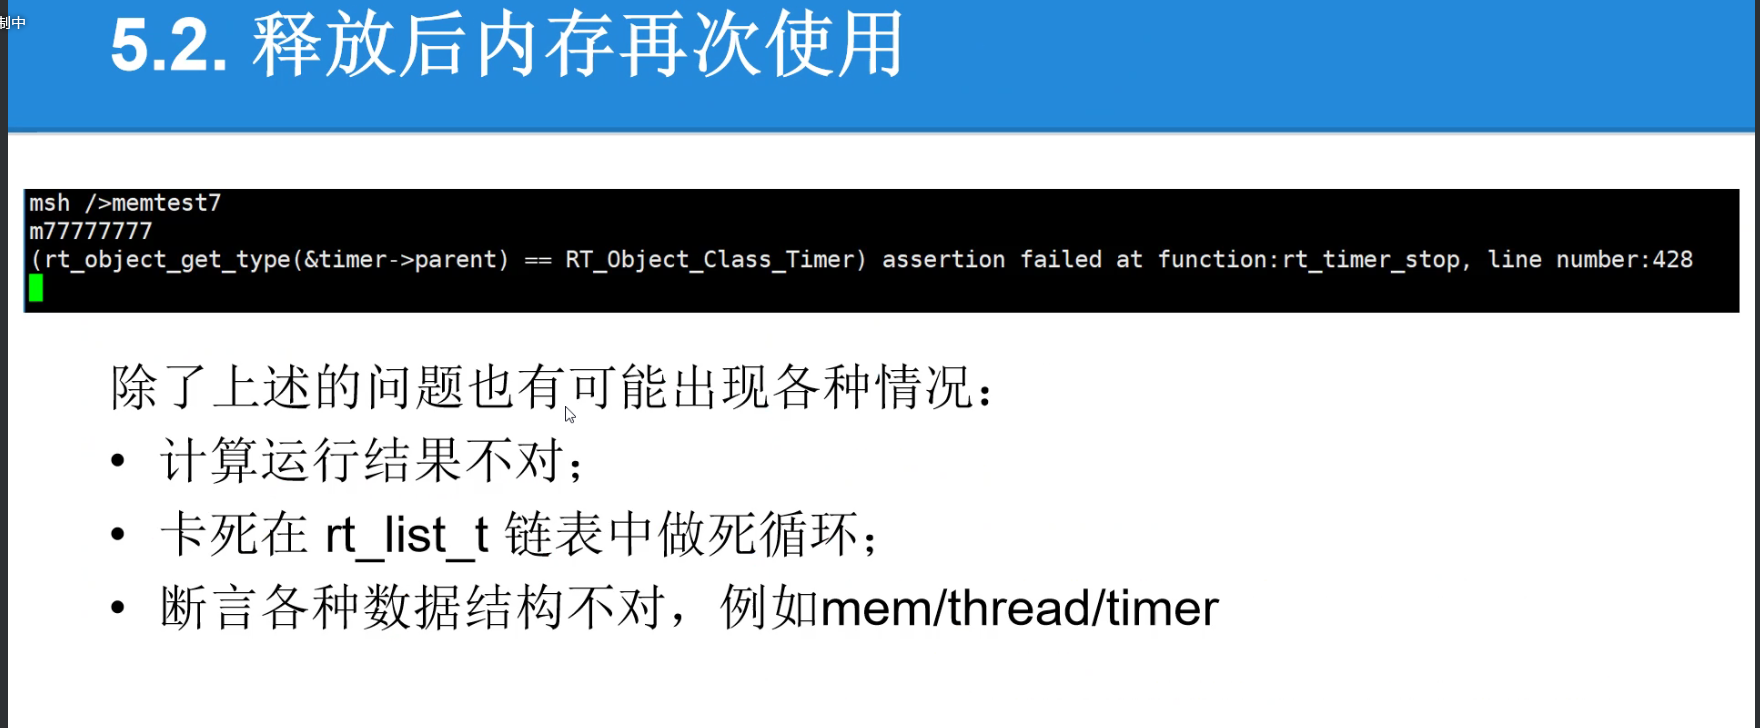 制中
5.2. 释放后内存再次使用
msh />memtest7
m77777777
(rt_object_get_type(&timer->parent) == RT_Object_Class_Timer) assertion failed at function:rt_timer_stop, line number:428
除了上述的问题也有可能出现各种情况：
• 计算运行结果不对；
• 卡死在 rt_list_t 链表中做死循环；
• 断言各种数据结构不对，例如mem/thread/timer